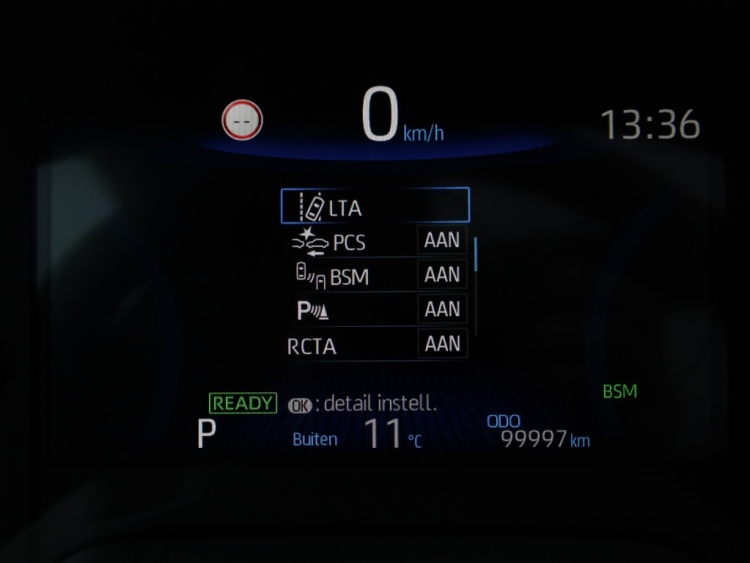 --
0 km/h
13:36
LTA
PCS AAN
BSM AAN
P AAN
RCTA AAN
BSM
READY OK : detail instell.
P Buiten 11 °C ODO 99997 km